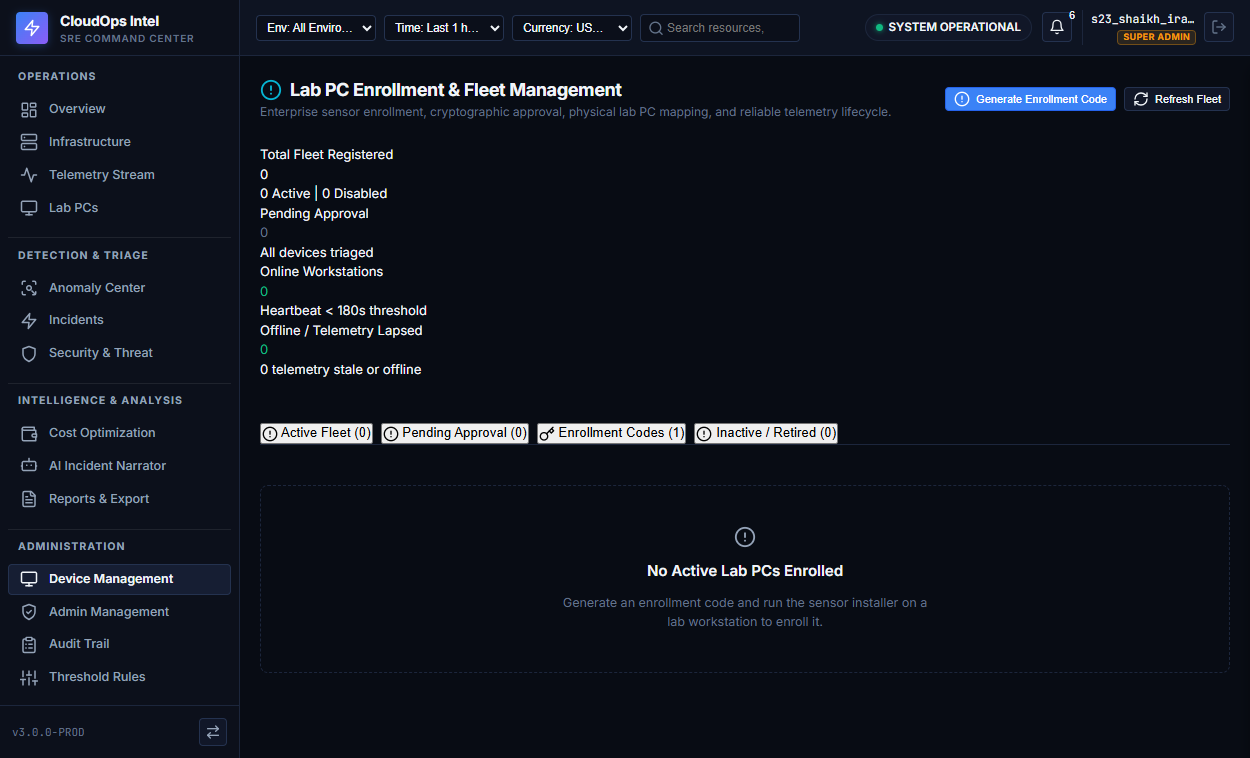 CloudOps Intel
SRE COMMAND CENTER
Env: All Enviro...
Time: Last 1 h...
Currency: US...
Search resources,
SYSTEM OPERATIONAL
6
s23_shaikh_ira...
SUPER ADMIN
OPERATIONS
Overview
Infrastructure
Telemetry Stream
Lab PCs
DETECTION & TRIAGE
Anomaly Center
Incidents
Security & Threat
INTELLIGENCE & ANALYSIS
Cost Optimization
AI Incident Narrator
Reports & Export
ADMINISTRATION
Device Management
Admin Management
Audit Trail
Threshold Rules
v3.0.0-PROD
Lab PC Enrollment & Fleet Management
Enterprise sensor enrollment, cryptographic approval, physical lab PC mapping, and reliable telemetry lifecycle.
Generate Enrollment Code
Refresh Fleet
Total Fleet Registered
0
0 Active | 0 Disabled
Pending Approval
0
All devices triaged
Online Workstations
0
Heartbeat < 180s threshold
Offline / Telemetry Lapsed
0
0 telemetry stale or offline
Active Fleet (0)
Pending Approval (0)
Enrollment Codes (1)
Inactive / Retired (0)
No Active Lab PCs Enrolled
Generate an enrollment code and run the sensor installer on a
lab workstation to enroll it.